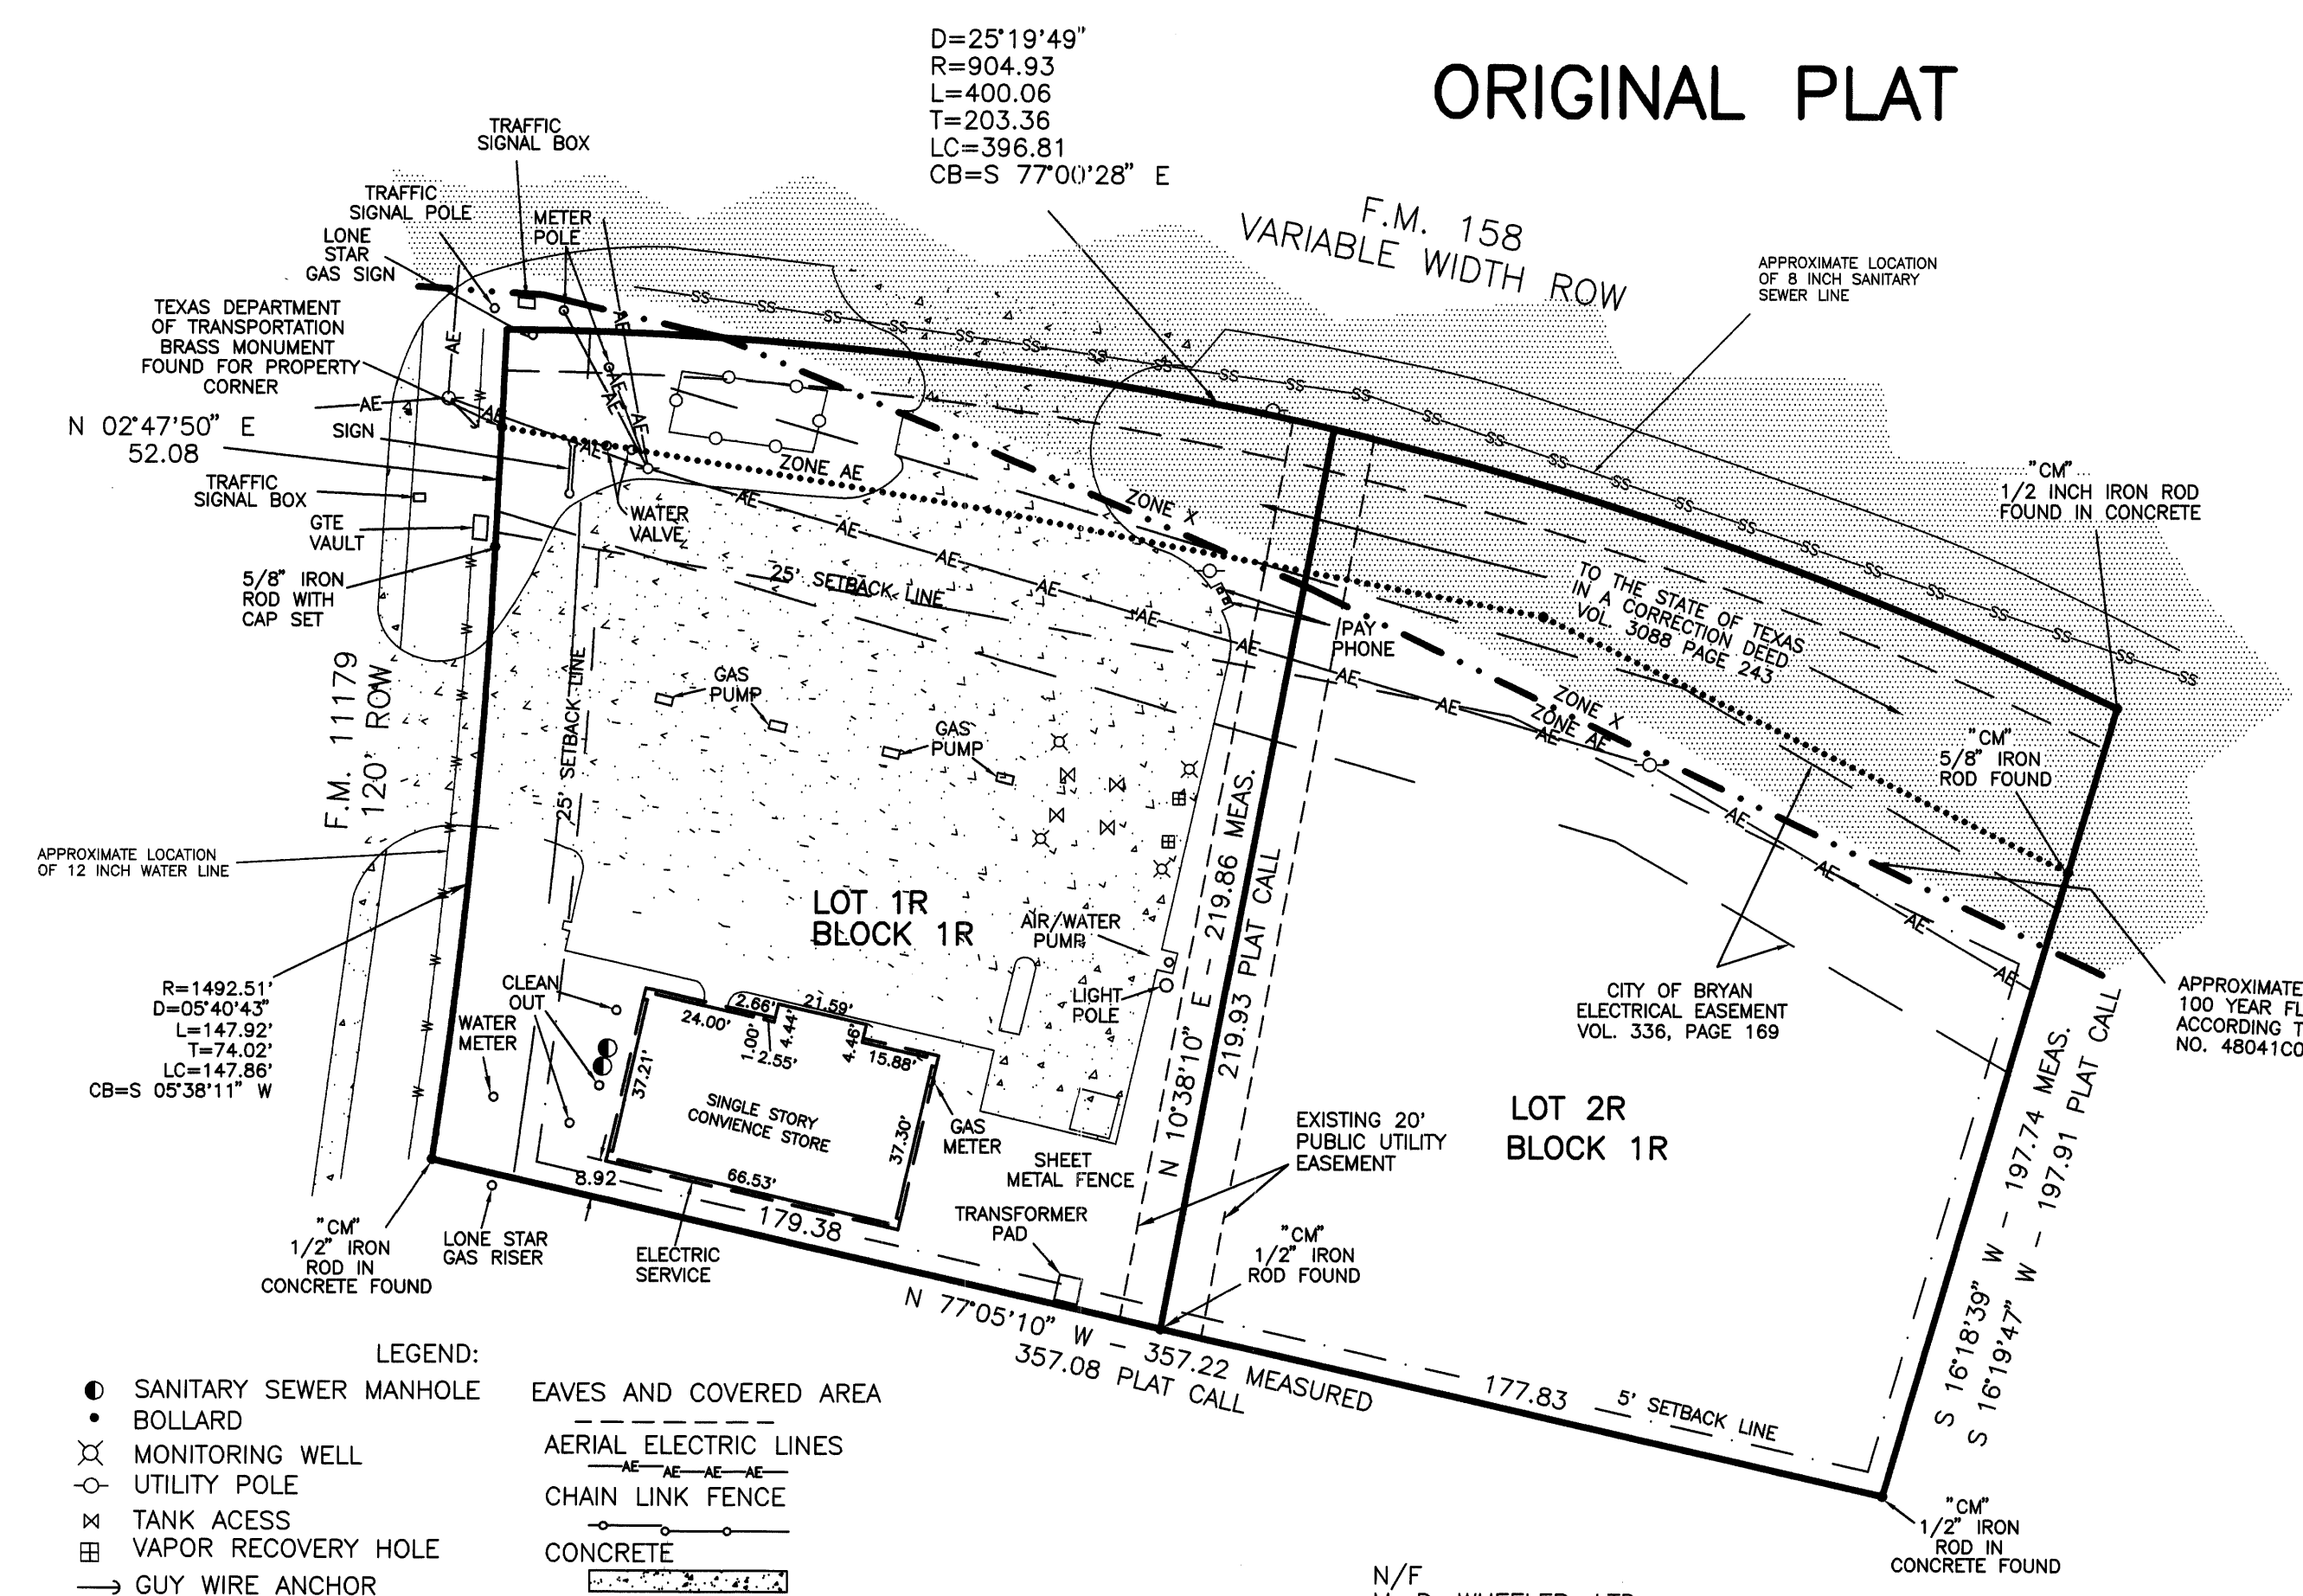 ORIGINAL PLAT
D=25°19'49"
R=904.93
L=400.06
T=203.36
LC=396.81
CB=S 77°00'28" E
F.M. 158
VARIABLE WIDTH ROW
TRAFFIC
SIGNAL BOX
TRAFFIC
SIGNAL POLE
METER
POLE
LONE
STAR
GAS SIGN
TEXAS DEPARTMENT
OF TRANSPORTATION
BRASS MONUMENT
FOUND FOR PROPERTY
CORNER
N 02°47'50" E
52.08
SIGN
TRAFFIC
SIGNAL BOX
GTE
VAULT
5/8" IRON
ROD WITH
CAP SET
WATER
VALVE
ZONE AE
ZONE X
25' SETBACK LINE
25' SETBACK LINE
APPROXIMATE LOCATION
OF 8 INCH SANITARY
SEWER LINE
"CM"
1/2 INCH IRON ROD
FOUND IN CONCRETE
TO THE STATE OF TEXAS
IN A CORRECTION DEED
VOL. 3088 PAGE 243
PAY
PHONE
ZONE X
ZONE AE
"CM"
5/8" IRON
ROD FOUND
F.M. 11179
120' ROW
GAS
PUMP
GAS
PUMP
APPROXIMATE LOCATION
OF 12 INCH WATER LINE
LOT 1R
BLOCK 1R
AIR/WATER
PUMP
LIGHT
POLE
N 10°38'10" E - 219.86 MEAS.
219.93 PLAT CALL
CITY OF BRYAN
ELECTRICAL EASEMENT
VOL. 336, PAGE 169
APPROXIMATE
100 YEAR FL
ACCORDING T
NO. 48041C0
R=1492.51'
D=05°40'43"
L=147.92'
T=74.02'
LC=147.86'
CB=S 05°38'11" W
CLEAN
OUT
WATER
METER
24.00'
2.66'
21.59'
1.00'
2.55'
4.44'
4.46'
15.88'
37.21'
37.30'
66.53'
8.92
SINGLE STORY
CONVIENCE STORE
GAS
METER
SHEET
METAL FENCE
EXISTING 20'
PUBLIC UTILITY
EASEMENT
LOT 2R
BLOCK 1R
S 16°18'39" W - 197.74 MEAS.
S 16°19'47" W - 197.91 PLAT CALL
179.38
TRANSFORMER
PAD
"CM"
1/2" IRON
ROD FOUND
"CM"
1/2" IRON
ROD IN
CONCRETE FOUND
LONE STAR
GAS RISER
ELECTRIC
SERVICE
N 77°05'10" W - 357.22 MEASURED
357.08 PLAT CALL
177.83
5' SETBACK LINE
"CM"
1/2" IRON
ROD IN
CONCRETE FOUND
LEGEND:
SANITARY SEWER MANHOLE
BOLLARD
MONITORING WELL
UTILITY POLE
TANK ACESS
VAPOR RECOVERY HOLE
GUY WIRE ANCHOR
EAVES AND COVERED AREA
AERIAL ELECTRIC LINES
AE AE AE AE
CHAIN LINK FENCE
CONCRETE
N/F